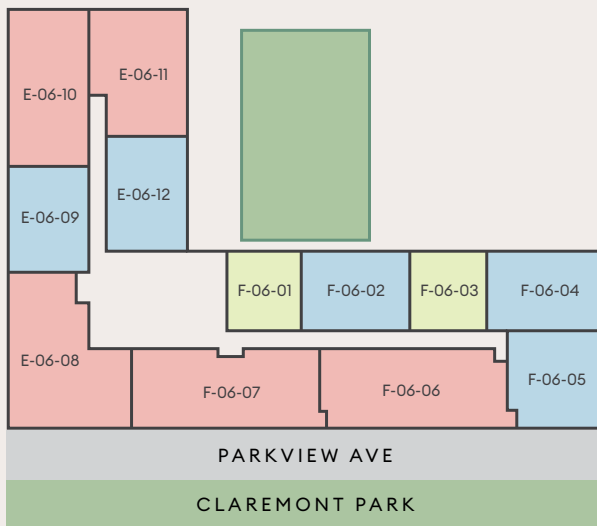 E-06-10
E-06-11
E-06-12
E-06-09
F-06-01
F-06-02
F-06-03
F-06-04
E-06-08
F-06-07
F-06-06
F-06-05
PARKVIEW AVE
CLAREMONT PARK